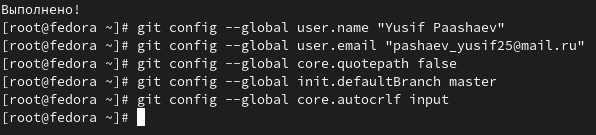 Выполнено!
[root@fedora ~]# git config --global user.name "Yusif Paashaev"
[root@fedora ~]# git config --global user.email "pashaev_yusif25@mail.ru"
[root@fedora ~]# git config --global core.quotepath false
[root@fedora ~]# git config --global init.defaultBranch master
[root@fedora ~]# git config --global core.autocrlf input
[root@fedora ~]#